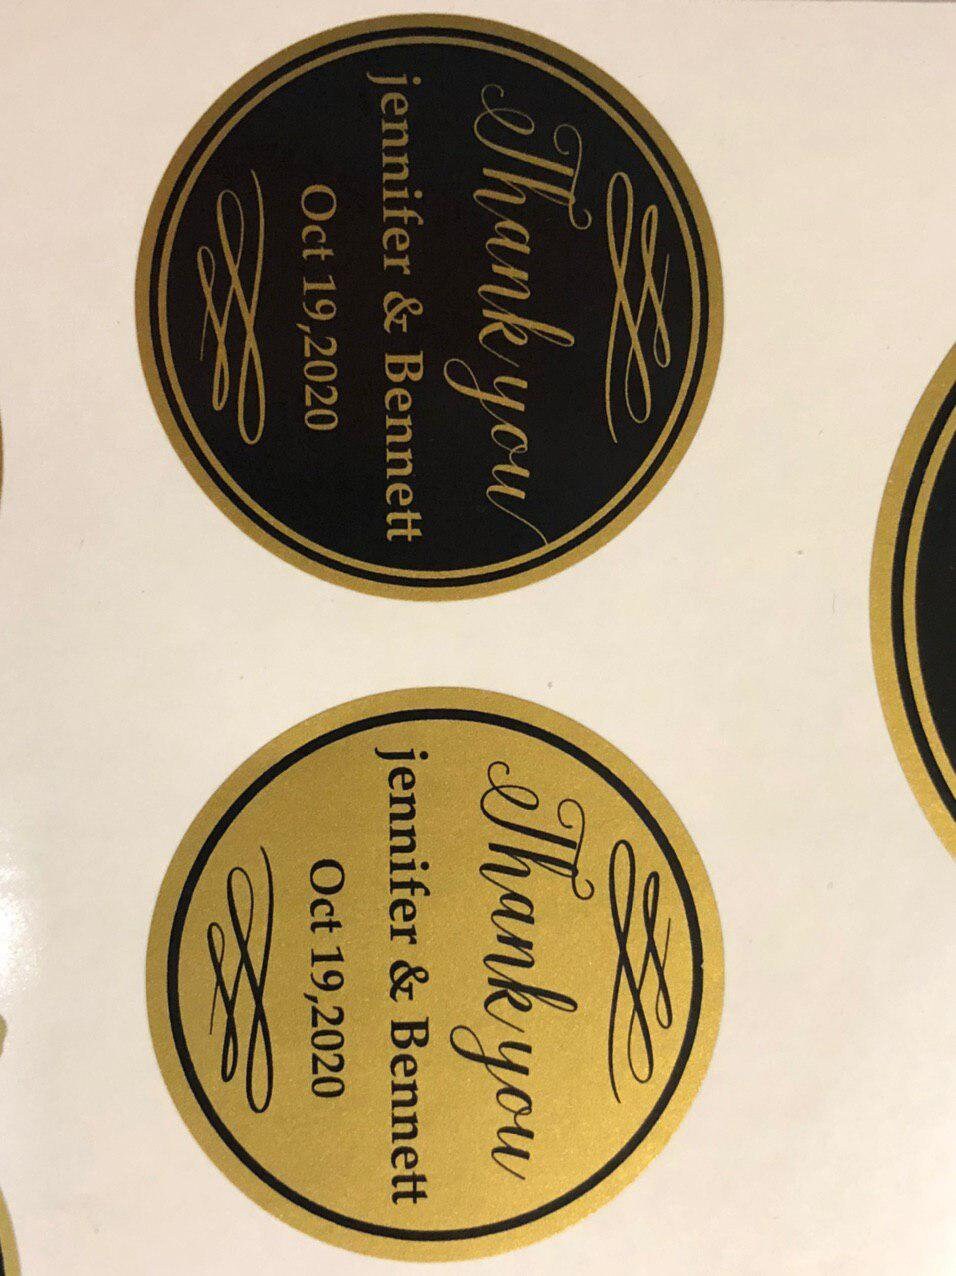 Thank you
jennifer & Bennett
Oct 19,2020
Thank you
jennifer & Bennett
Oct 19,2020